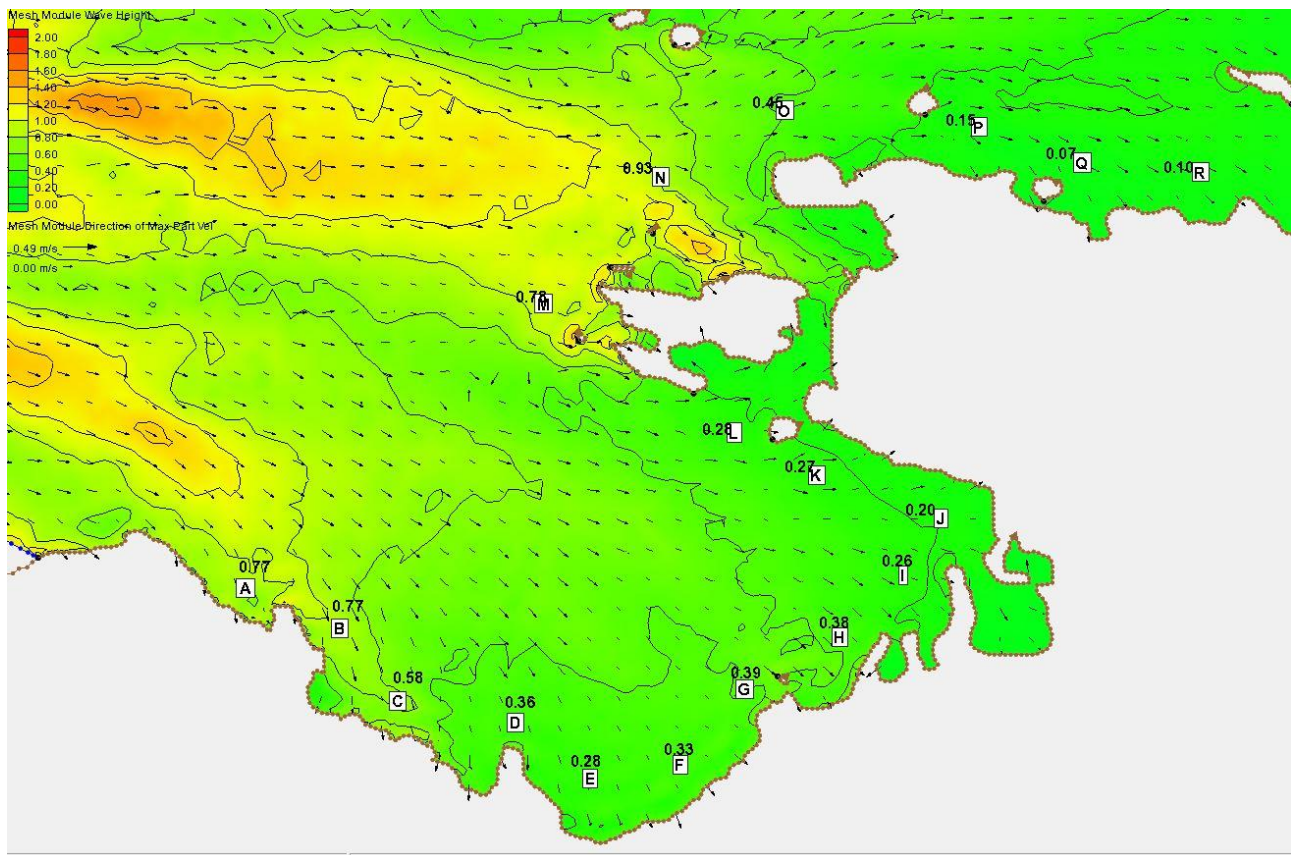 Mesh Module Wave Height
2.00
1.80
1.60
1.40
1.20
1.00
0.80
0.60
0.40
0.20
0.00
Mesh Module Direction of Max Part Vel
0.49 m/s
0.00 m/s
0.45
O
0.15
P
0.07
Q
0.10
R
0.93
N
0.78
M
0.28
L
0.27
K
0.20
J
0.26
I
0.77
A
0.77
B
0.38
H
0.58
C
0.39
G
0.36
D
0.33
F
0.28
E